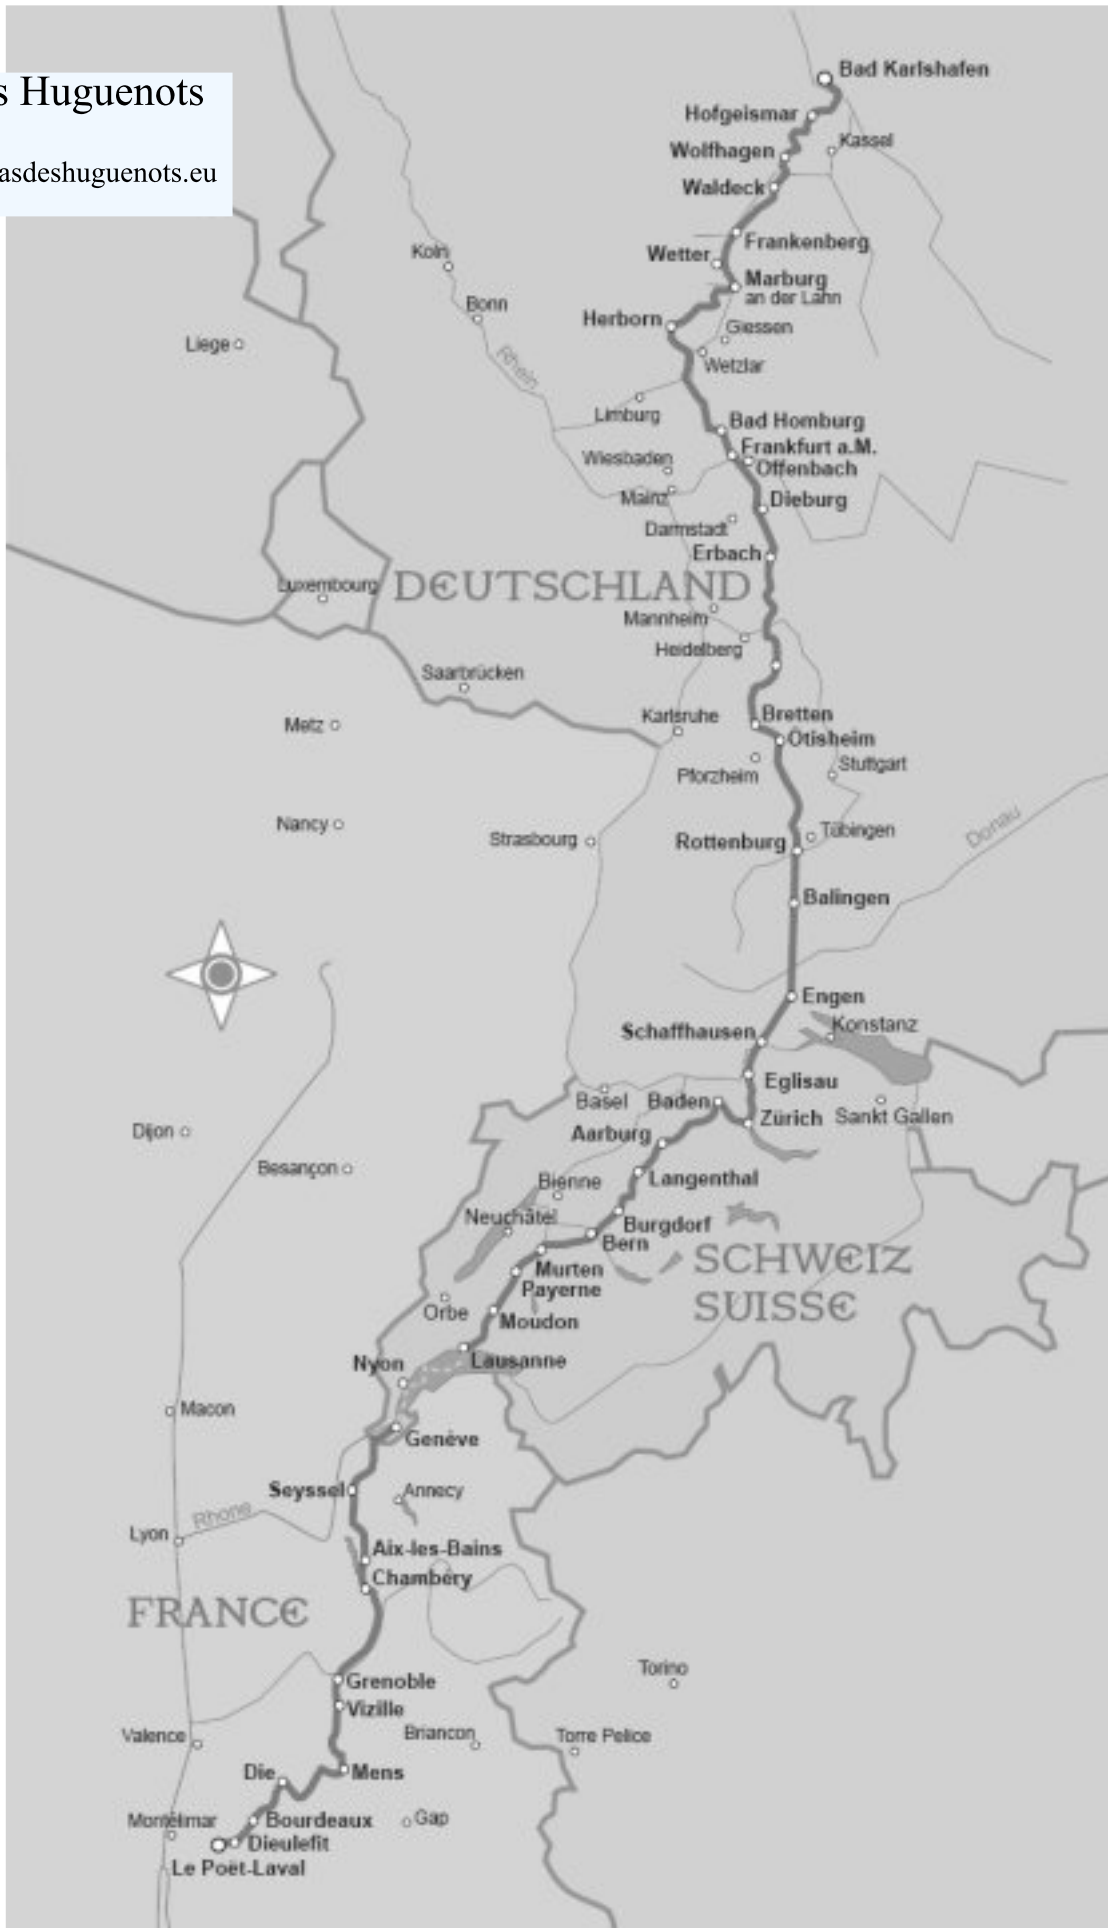 s Huguenots
asdeshuguenots.eu
Bad Karlshafen
Hofgeismar
Kassel
Wolfhagen
Waldeck
Frankenberg
Wetter
Koln
Marburg
an der Lahn
Bonn
Herborn
Giessen
Liege
Rhein
Wetzlar
Limburg
Bad Homburg
Frankfurt a.M.
Wiesbaden
Offenbach
Mainz
Dieburg
Darmstadt
Erbach
Luxembourg
DEUTSCHLAND
Mannheim
Heidelberg
Saarbrücken
Karlsruhe
Bretten
Metz
Ötisheim
Stuttgart
Pforzheim
Nancy
Donau
Tübingen
Strasbourg
Rottenburg
Balingen
Engen
Schaffhausen
Konstanz
Eglisau
Basel
Baden
Zürich
Sankt Gallen
Dijon
Aarburg
Besançon
Bienne
Langenthal
Neuchâtel
Burgdorf
Bern
SCHWEIZ
Murten
Payerne
SUISSE
Orbe
Moudon
Nyon
Lausanne
Macon
Genève
Seyssel
Annecy
Rhone
Lyon
Aix-les-Bains
Chambéry
FRANCE
Torino
Grenoble
Vizille
Valence
Briancon
Torre Pelice
Die
Mens
Montélimar
Bourdeaux
Gap
Dieulefit
Le Poët-Laval